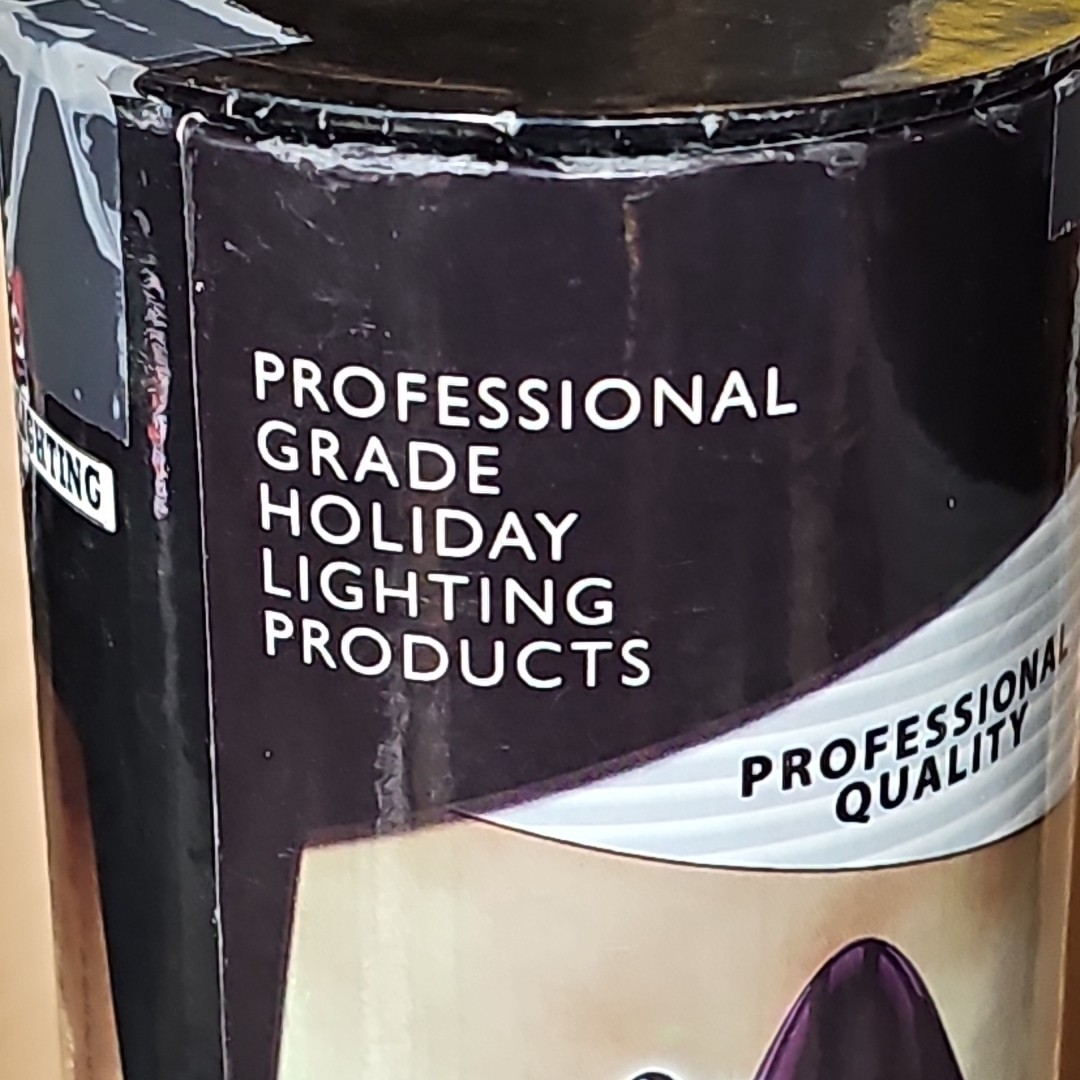 PROFESSIONAL
GRADE
HOLIDAY
LIGHTING
PRODUCTS
PROFESSIONAL
QUALITY